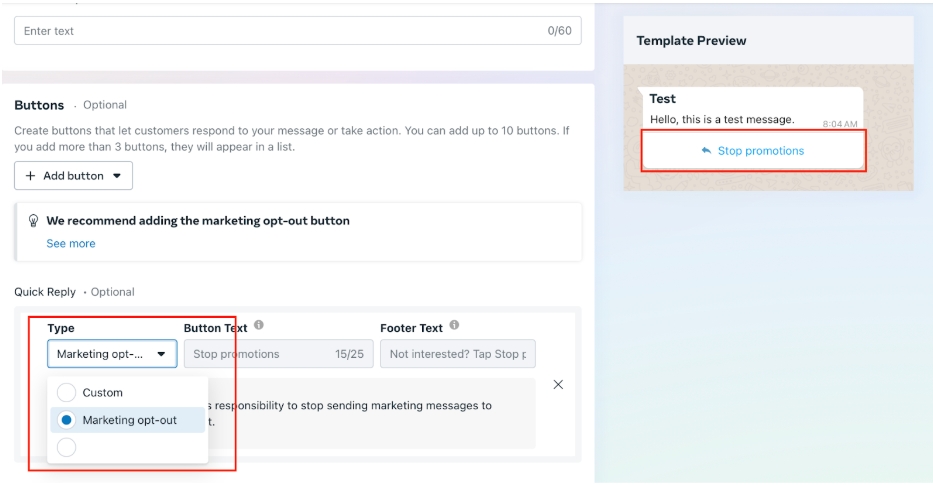 Enter text 0/60
Template Preview
Buttons · Optional
Create buttons that let customers respond to your message or take action. You can add up to 10 buttons. If
you add more than 3 buttons, they will appear in a list.
+ Add button
We recommend adding the marketing opt-out button
See more
Quick Reply · Optional
Type Button Text Footer Text
Marketing opt-... Stop promotions 15/25 Not interested? Tap Stop p
Custom
Marketing opt-out
responsibility to stop sending marketing messages to
Test
Hello, this is a test message. 8:04 AM
Stop promotions